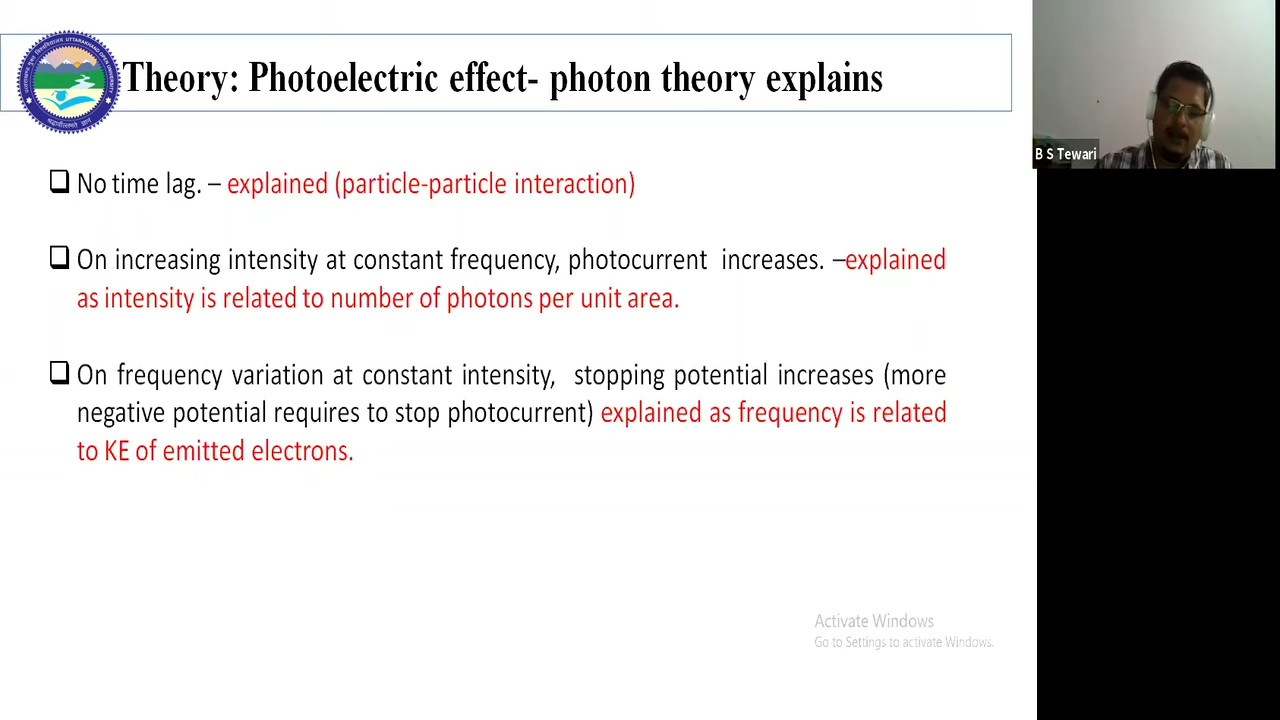 Theory: Photoelectric effect- photon theory explains
B S Tewari
❑ No time lag. – explained (particle-particle interaction)
❑ On increasing intensity at constant frequency, photocurrent increases. –explained
as intensity is related to number of photons per unit area.
❑ On frequency variation at constant intensity, stopping potential increases (more
negative potential requires to stop photocurrent) explained as frequency is related
to KE of emitted electrons.
Activate Windows
Go to Settings to activate Windows.